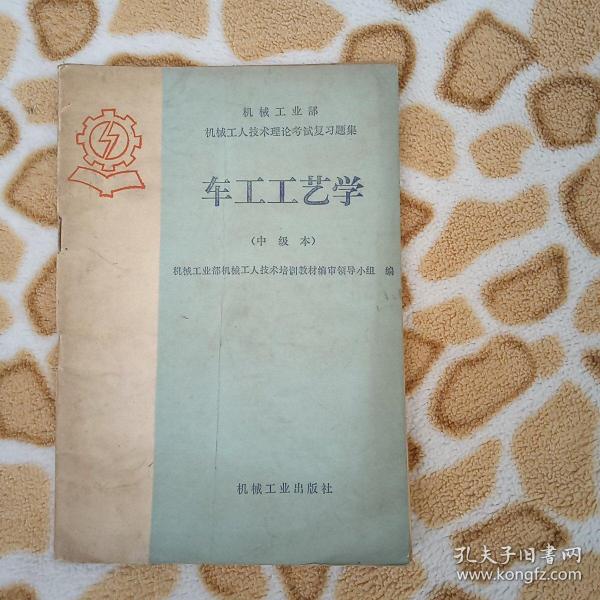 机械工业部
机械工人技术理论考试复习题集
车工工艺学
（中级本）
机械工业部机械工人技术培训教材编审领导小组 编
机械工业出版社
孔夫子旧书网
www.kongfz.com